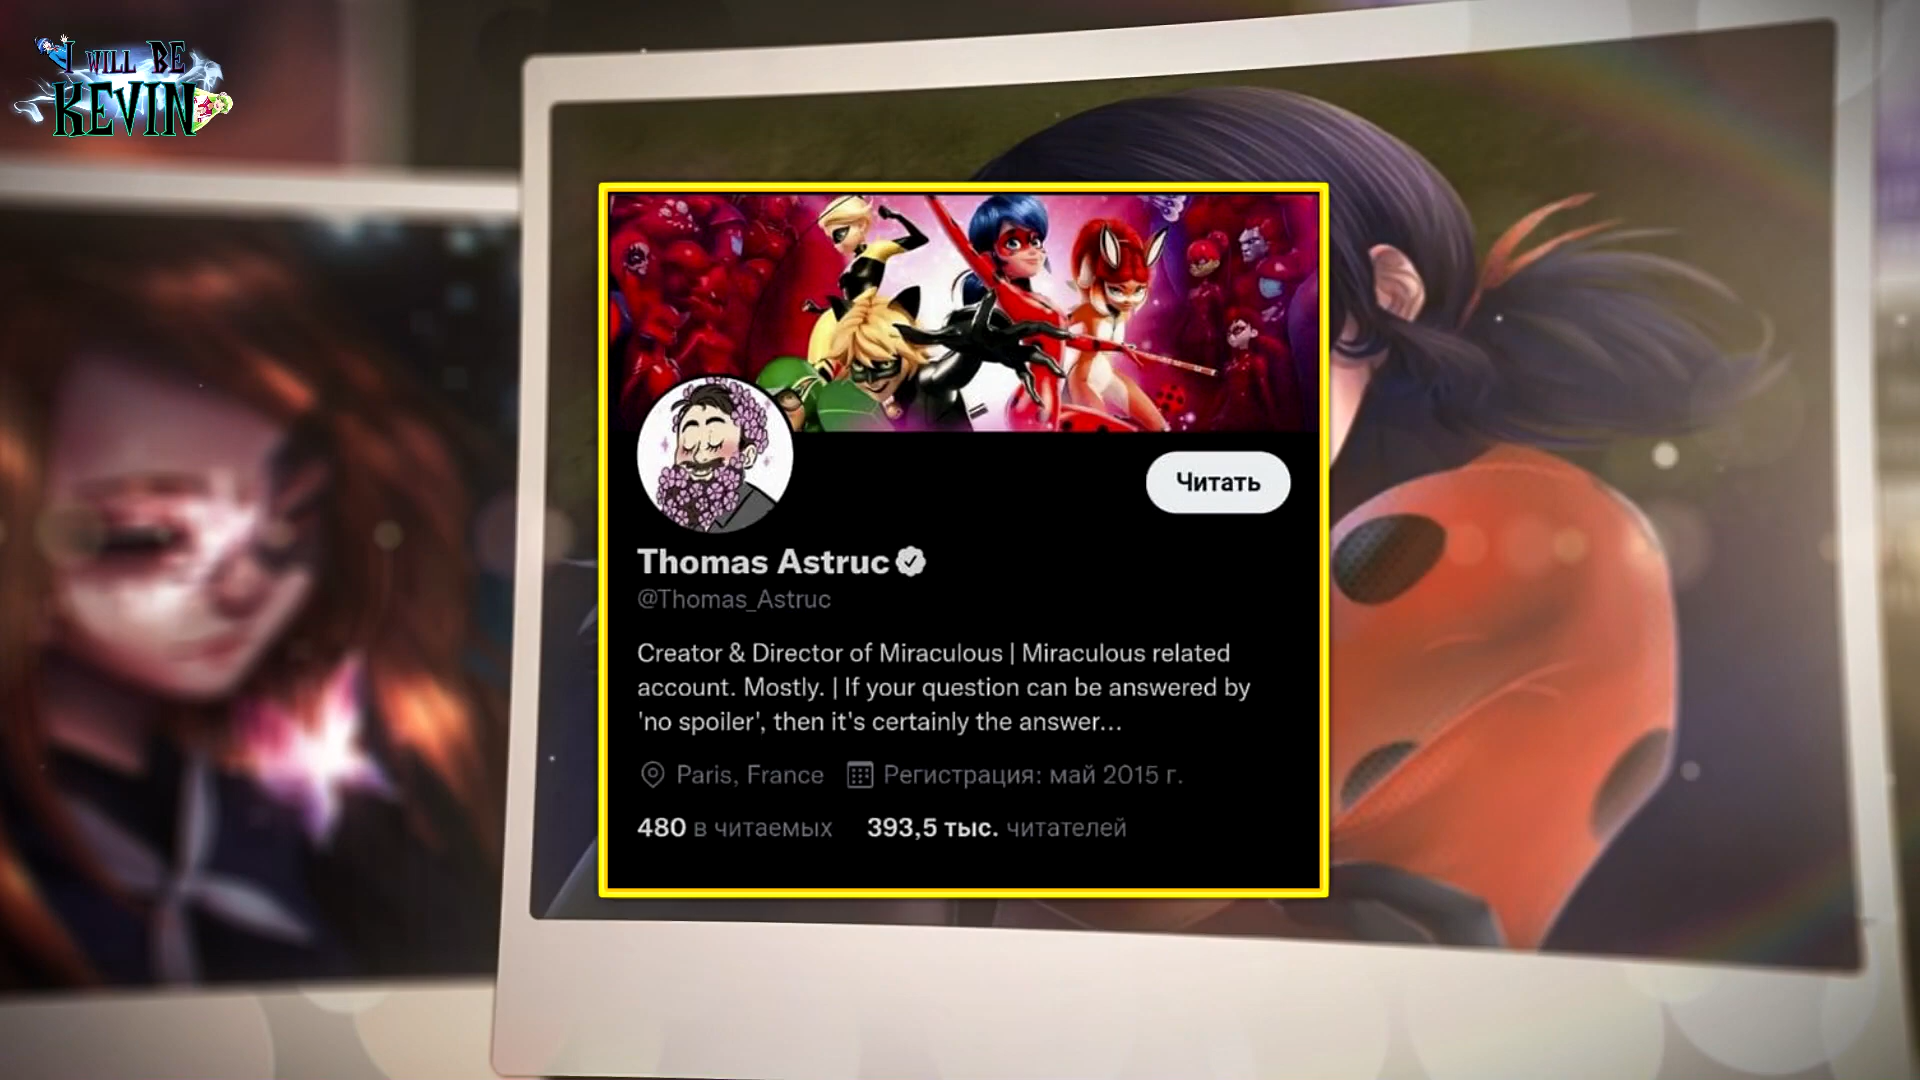 I WILL BE
KEVIN
Читать
Thomas Astruc
@Thomas_Astruc
Creator & Director of Miraculous | Miraculous related
account. Mostly. | If your question can be answered by
'no spoiler', then it's certainly the answer...
Paris, France Регистрация: май 2015 г.
480 в читаемых 393,5 тыс. читателей